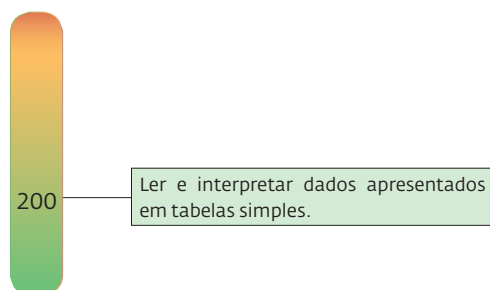 200
Ler e interpretar dados apresentados
em tabelas simples.